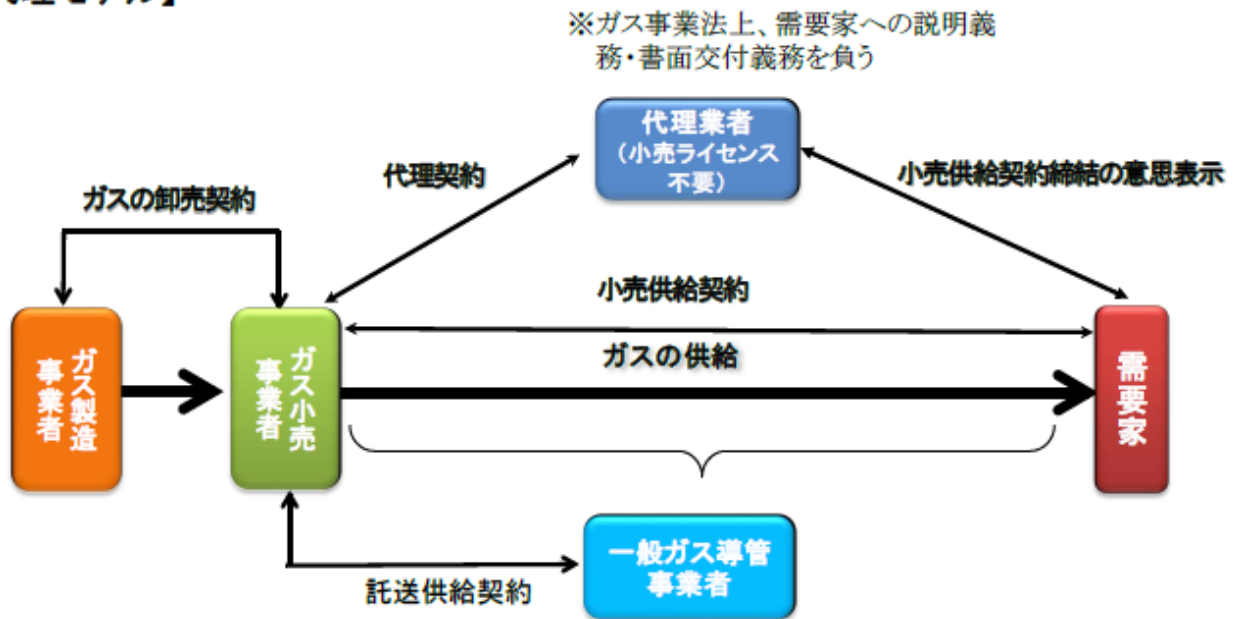 理モデル】
※ガス事業法上、需要家への説明義
務・書面交付義務を負う
代理業者
(小売ライセンス
不要)
代理契約
小売供給契約締結の意思表示
ガスの卸売契約
小売供給契約
ガスの供給
ガス製造
事業者
ガス小売
事業者
需要家
一般ガス導管
事業者
託送供給契約